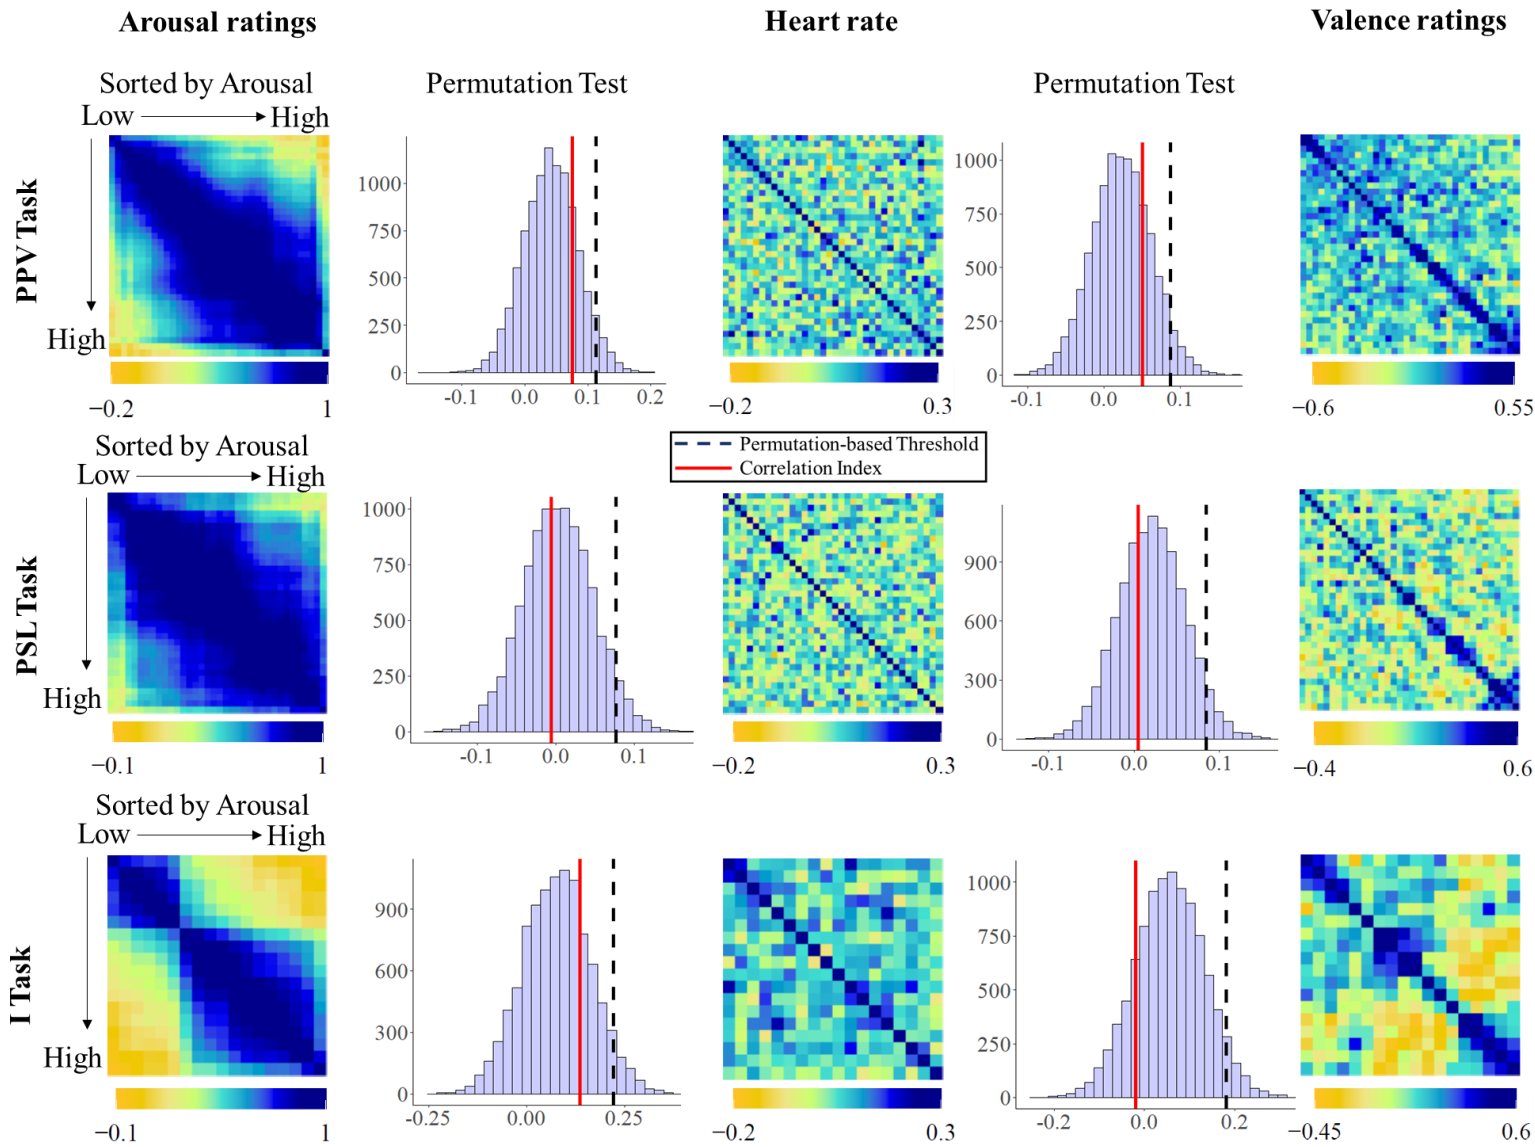 Arousal ratings
Heart rate
Valence ratings
Sorted by Arousal
Low
High
Permutation Test
Permutation Test
PPV Task
High
1000
750
500
250
0
-0.1
0.0
0.1
0.2
1000
750
500
250
0
-0.1
0.0
0.1
−0.2
1
−0.2
0.3
−0.6
0.55
Permutation-based Threshold
Correlation Index
Sorted by Arousal
Low
High
PSL Task
High
1000
750
500
250
0
-0.1
0.0
0.1
900
600
300
0
-0.1
0.0
0.1
−0.1
1
−0.2
0.3
−0.4
0.6
Sorted by Arousal
Low
High
I Task
High
900
600
300
0
-0.25
0.00
0.25
1000
750
500
250
0
-0.2
0.0
0.2
−0.1
1
−0.2
0.3
−0.45
0.6